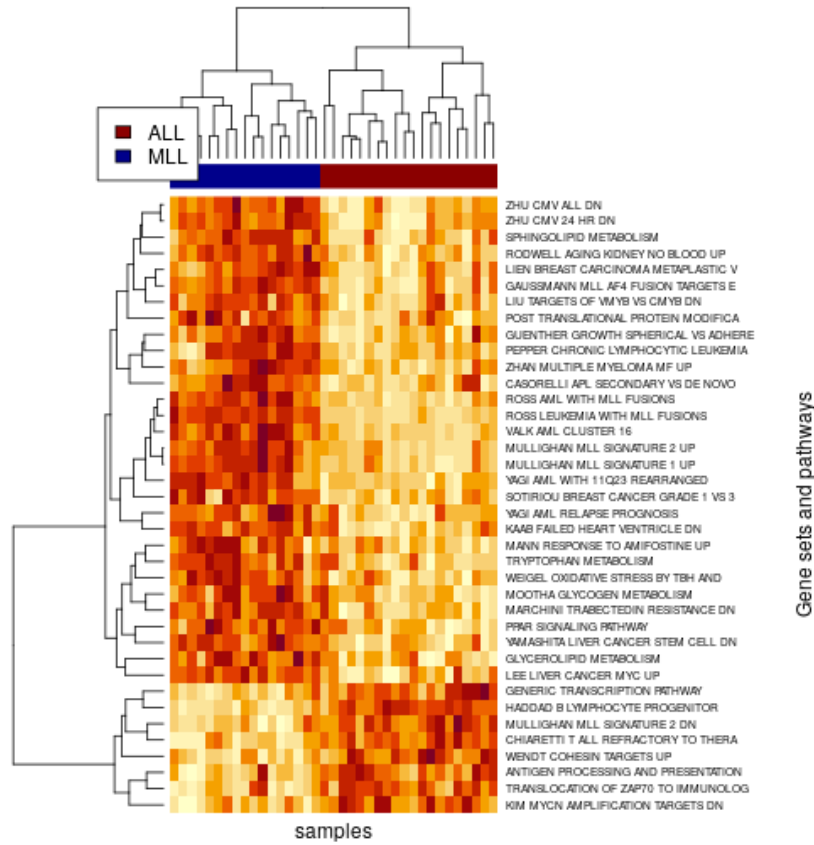 ALL
MLL
ZHU CMV ALL DN
ZHU CMV 24 HR DN
SPHINGOLIPID METABOLISM
RODWELL AGING KIDNEY NO BLOOD UP
LIEN BREAST CARCINOMA METAPLASTIC V
GAUSSMANN MLL AF4 FUSION TARGETS E
LIU TARGETS OF VMYB VS CMYB DN
POST TRANSLATIONAL PROTEIN MODIFICA
GUENTHER GROWTH SPHERICAL VS ADHERE
PEPPER CHRONIC LYMPHOCYTIC LEUKEMIA
ZHAN MULTIPLE MYELOMA MF UP
CASORELLI APL SECONDARY VS DE NOVO
ROSS AML WITH MLL FUSIONS
ROSS LEUKEMIA WITH MLL FUSIONS
VALK AML CLUSTER 16
MULLIGHAN MLL SIGNATURE 2 UP
MULLIGHAN MLL SIGNATURE 1 UP
YAGI AML WITH 11Q23 REARRANGED
SOTIRIOU BREAST CANCER GRADE 1 VS 3
YAGI AML RELAPSE PROGNOSIS
KAAB FAILED HEART VENTRICLE DN
MANN RESPONSE TO AMIFOSTINE UP
TRYPTOPHAN METABOLISM
WEIGEL OXIDATIVE STRESS BY TBH AND
MOOTHA GLYCOGEN METABOLISM
MARCHINI TRABECTEDIN RESISTANCE DN
PPAR SIGNALING PATHWAY
YAMASHITA LIVER CANCER STEM CELL DN
GLYCEROLIPID METABOLISM
LEE LIVER CANCER MYC UP
GENERIC TRANSCRIPTION PATHWAY
HADDAD B LYMPHOCYTE PROGENITOR
MULLIGHAN MLL SIGNATURE 2 DN
CHIARETTI T ALL REFRACTORY TO THERA
WENDT COHESIN TARGETS UP
ANTIGEN PROCESSING AND PRESENTATION
TRANSLOCATION OF ZAP70 TO IMMUNOLOG
KIM MYCN AMPLIFICATION TARGETS DN
Gene sets and pathways
samples